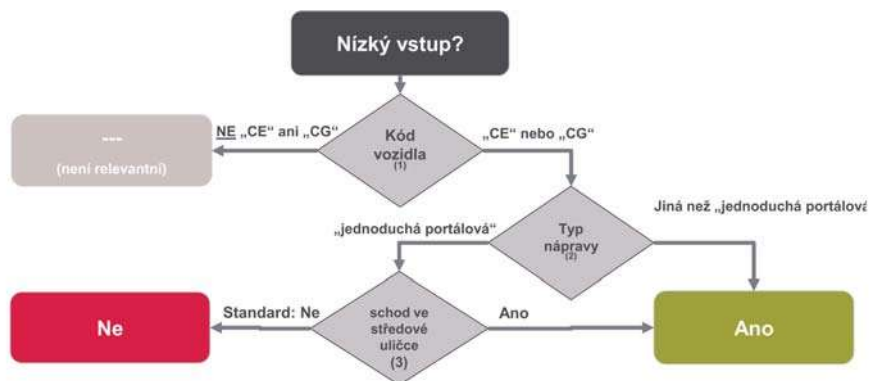 Nízký vstup?
NE „CE“ ani „CG“
„CE“ nebo „CG“
---
(není relevantní)
Kód
vozidla
(1)
Jiná než „jednoduchá portálová
„jednoduchá portálová“
Typ
nápravy
(2)
Standard: Ne
Ano
Ne
schod ve
středové
uličce
(3)
Ano